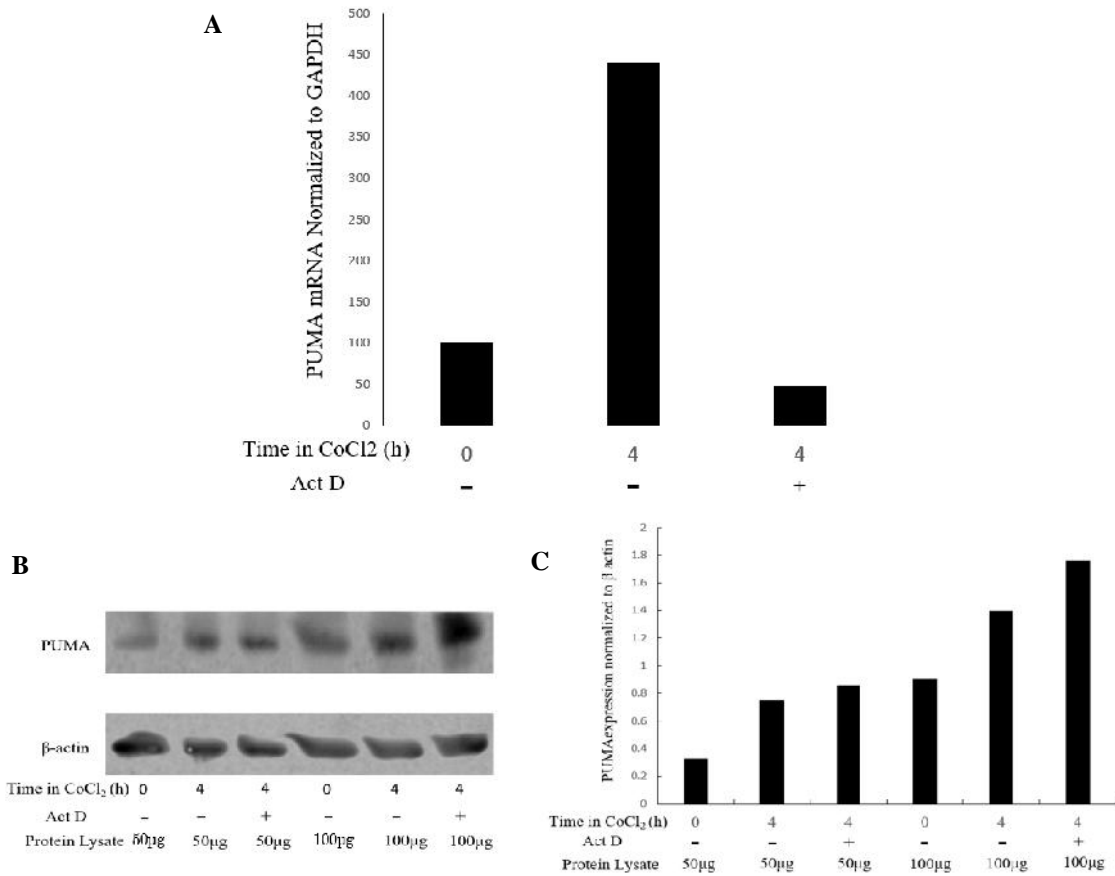 A
PUMA mRNA Normalized to GAPDH
500
450
400
350
300
250
200
150
100
50
0
Time in CoCl2 (h) 0 4 4
Act D - - +
B
PUMA
β-actin
Time in CoCl₂ (h) 0 4 4 0 4 4
Act D - - + - - +
Protein Lysate 50µg 50µg 50µg 100µg 100µg 100µg
C
PUMAexpression normalized to β actin
2
1.8
1.6
1.4
1.2
1
0.8
0.6
0.4
0.2
0
Time in CoCl₂ (h) 0 4 4 0 4 4
Act D - - + - - +
Protein Lysate 50µg 50µg 50µg 100µg 100µg 100µg